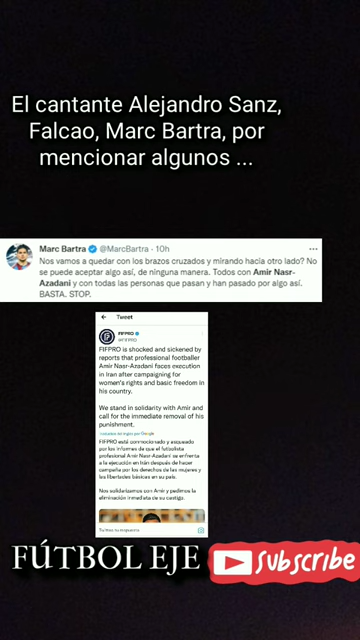 El cantante Alejandro Sanz,
Falcao, Marc Bartra, por
mencionar algunos ...
Marc Bartra @MarcBartra · 10h
Nos vamos a quedar con los brazos cruzados y mirando hacia otro lado? No
se puede aceptar algo así, de ninguna manera. Todos con Amir Nasr-
Azadani y con todas las personas que pasan y han pasado por algo así.
BASTA. STOP.
Tweet
FIFPRO
@FIFPRO
FIFPRO is shocked and sickened by
reports that professional footballer
Amir Nasr-Azadani faces execution
in Iran after campaigning for
women's rights and basic freedom in
his country.
We stand in solidarity with Amir and
call for the immediate removal of his
punishment.
FIFPRO está conmocionado y asqueado
por los informes de que el futbolista
profesional Amir Nasr-Azadani se enfrenta
a la ejecución en Irán después de hacer
campaña por los derechos de las mujeres y
las libertades básicas en su país.
Nos solidarizamos con Amir y pedimos la
eliminación inmediata de su castigo.
FÚTBOL EJE
Subscribe